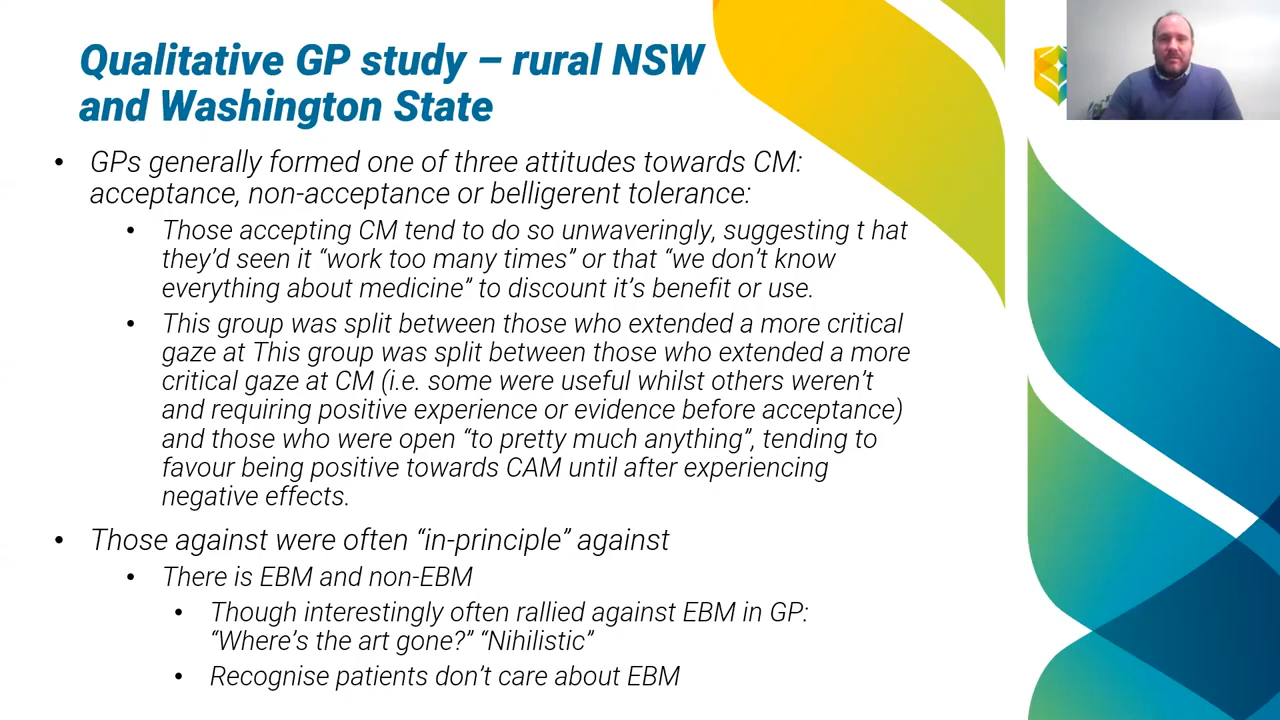 Qualitative GP study – rural NSW
and Washington State
• GPs generally formed one of three attitudes towards CM:
acceptance, non-acceptance or belligerent tolerance:
• Those accepting CM tend to do so unwaveringly, suggesting t hat
they’d seen it “work too many times” or that “we don’t know
everything about medicine” to discount it’s benefit or use.
• This group was split between those who extended a more critical
gaze at This group was split between those who extended a more
critical gaze at CM (i.e. some were useful whilst others weren’t
and requiring positive experience or evidence before acceptance)
and those who were open “to pretty much anything”, tending to
favour being positive towards CAM until after experiencing
negative effects.
• Those against were often “in-principle” against
• There is EBM and non-EBM
• Though interestingly often rallied against EBM in GP:
“Where’s the art gone?” “Nihilistic”
• Recognise patients don’t care about EBM